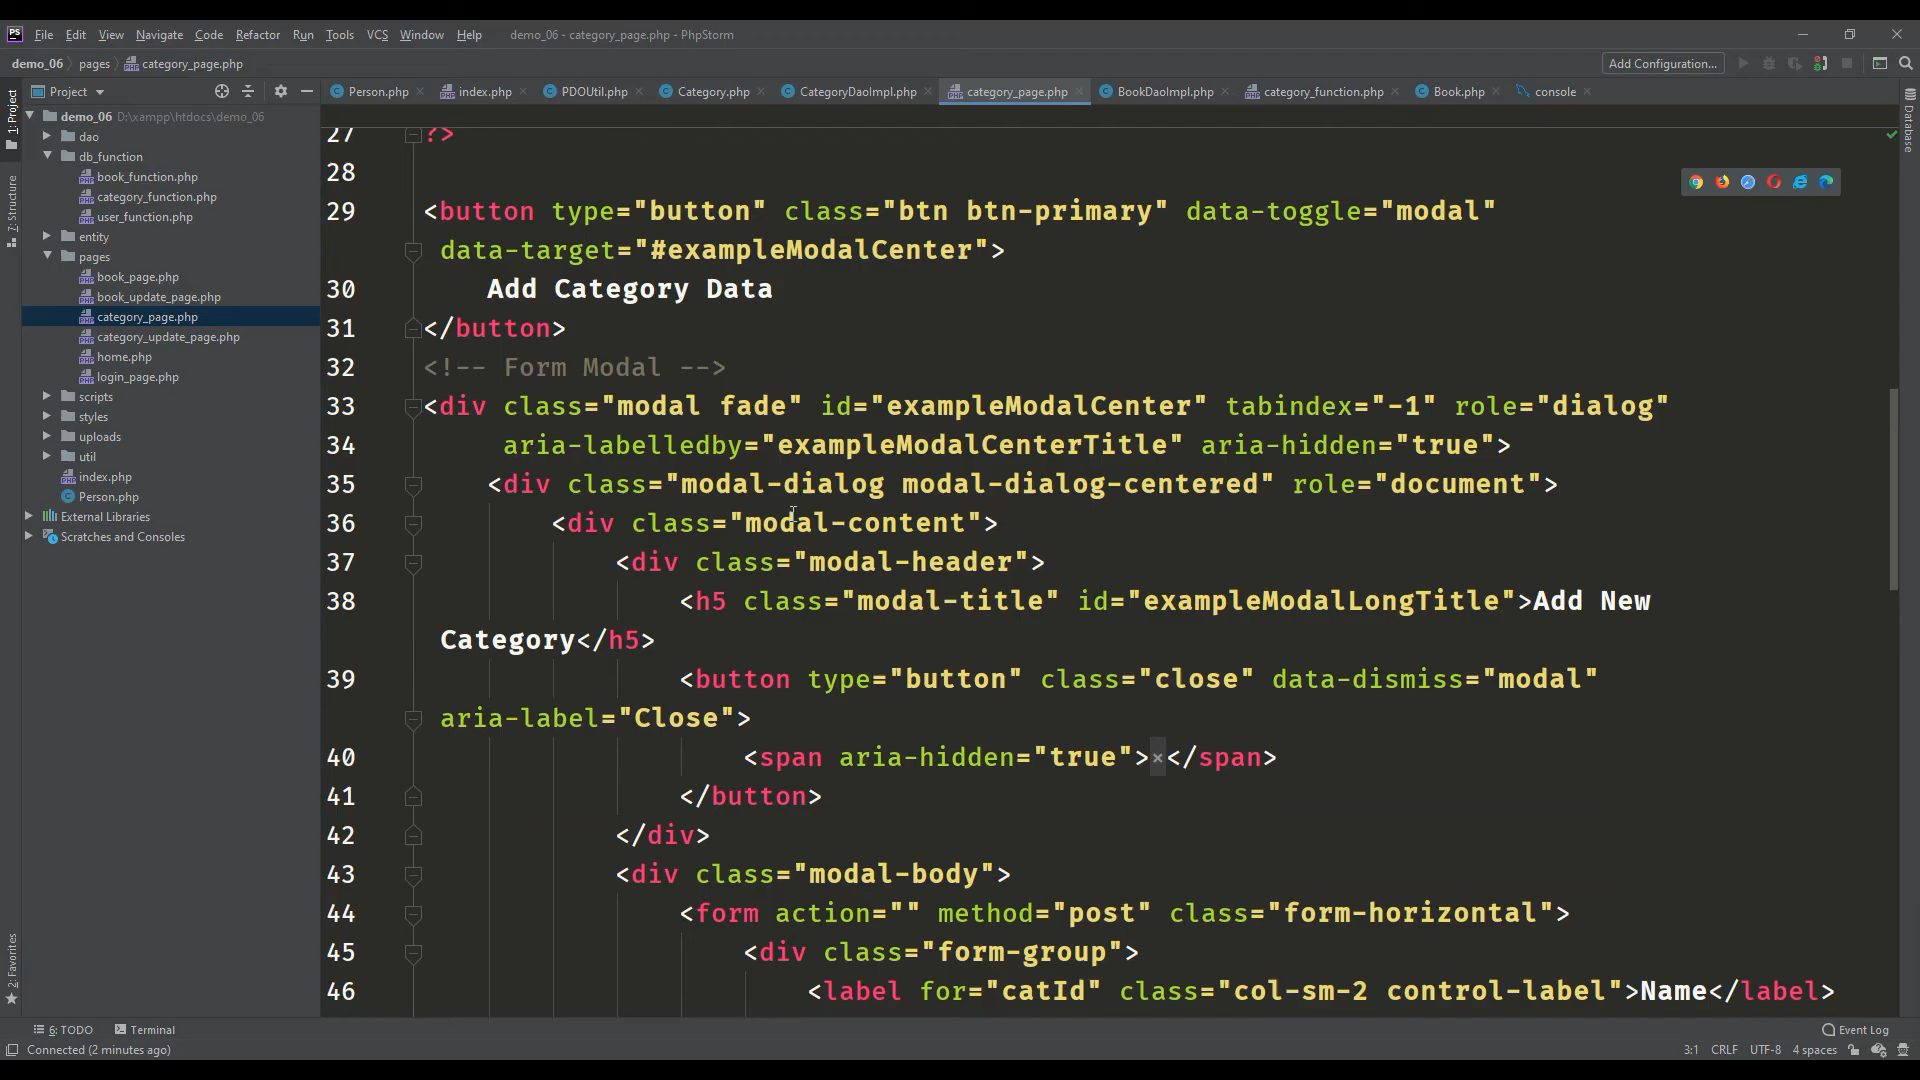 PS File Edit View Navigate Code Refactor Run Tools VCS Window Help demo_06 - category_page.php - PhpStorm
demo_06 pages category_page.php Add Configuration...
Project
Person.php index.php PDOUtil.php Category.php CategoryDaoImpl.php category_page.php BookDaoImpl.php category_function.php Book.php console
1: Project
7: Structure
2: Favorites
Database
demo_06 D:\xampp\htdocs\demo_06
dao
db_function
book_function.php
category_function.php
user_function.php
entity
pages
book_page.php
book_update_page.php
category_page.php
category_update_page.php
home.php
login_page.php
scripts
styles
uploads
util
index.php
Person.php
External Libraries
Scratches and Consoles
27 ?>
28
29 <button type="button" class="btn btn-primary" data-toggle="modal"
data-target="#exampleModalCenter">
30 Add Category Data
31 </button>
32 <!-- Form Modal -->
33 <div class="modal fade" id="exampleModalCenter" tabindex="-1" role="dialog"
34 aria-labelledby="exampleModalCenterTitle" aria-hidden="true">
35 <div class="modal-dialog modal-dialog-centered" role="document">
36 <div class="modal-content">
37 <div class="modal-header">
38 <h5 class="modal-title" id="exampleModalLongTitle">Add New
Category</h5>
39 <button type="button" class="close" data-dismiss="modal"
aria-label="Close">
40 <span aria-hidden="true">×</span>
41 </button>
42 </div>
43 <div class="modal-body">
44 <form action="" method="post" class="form-horizontal">
45 <div class="form-group">
46 <label for="catId" class="col-sm-2 control-label">Name</label>
6: TODO Terminal Event Log
Connected (2 minutes ago) 3:1 CRLF UTF-8 4 spaces